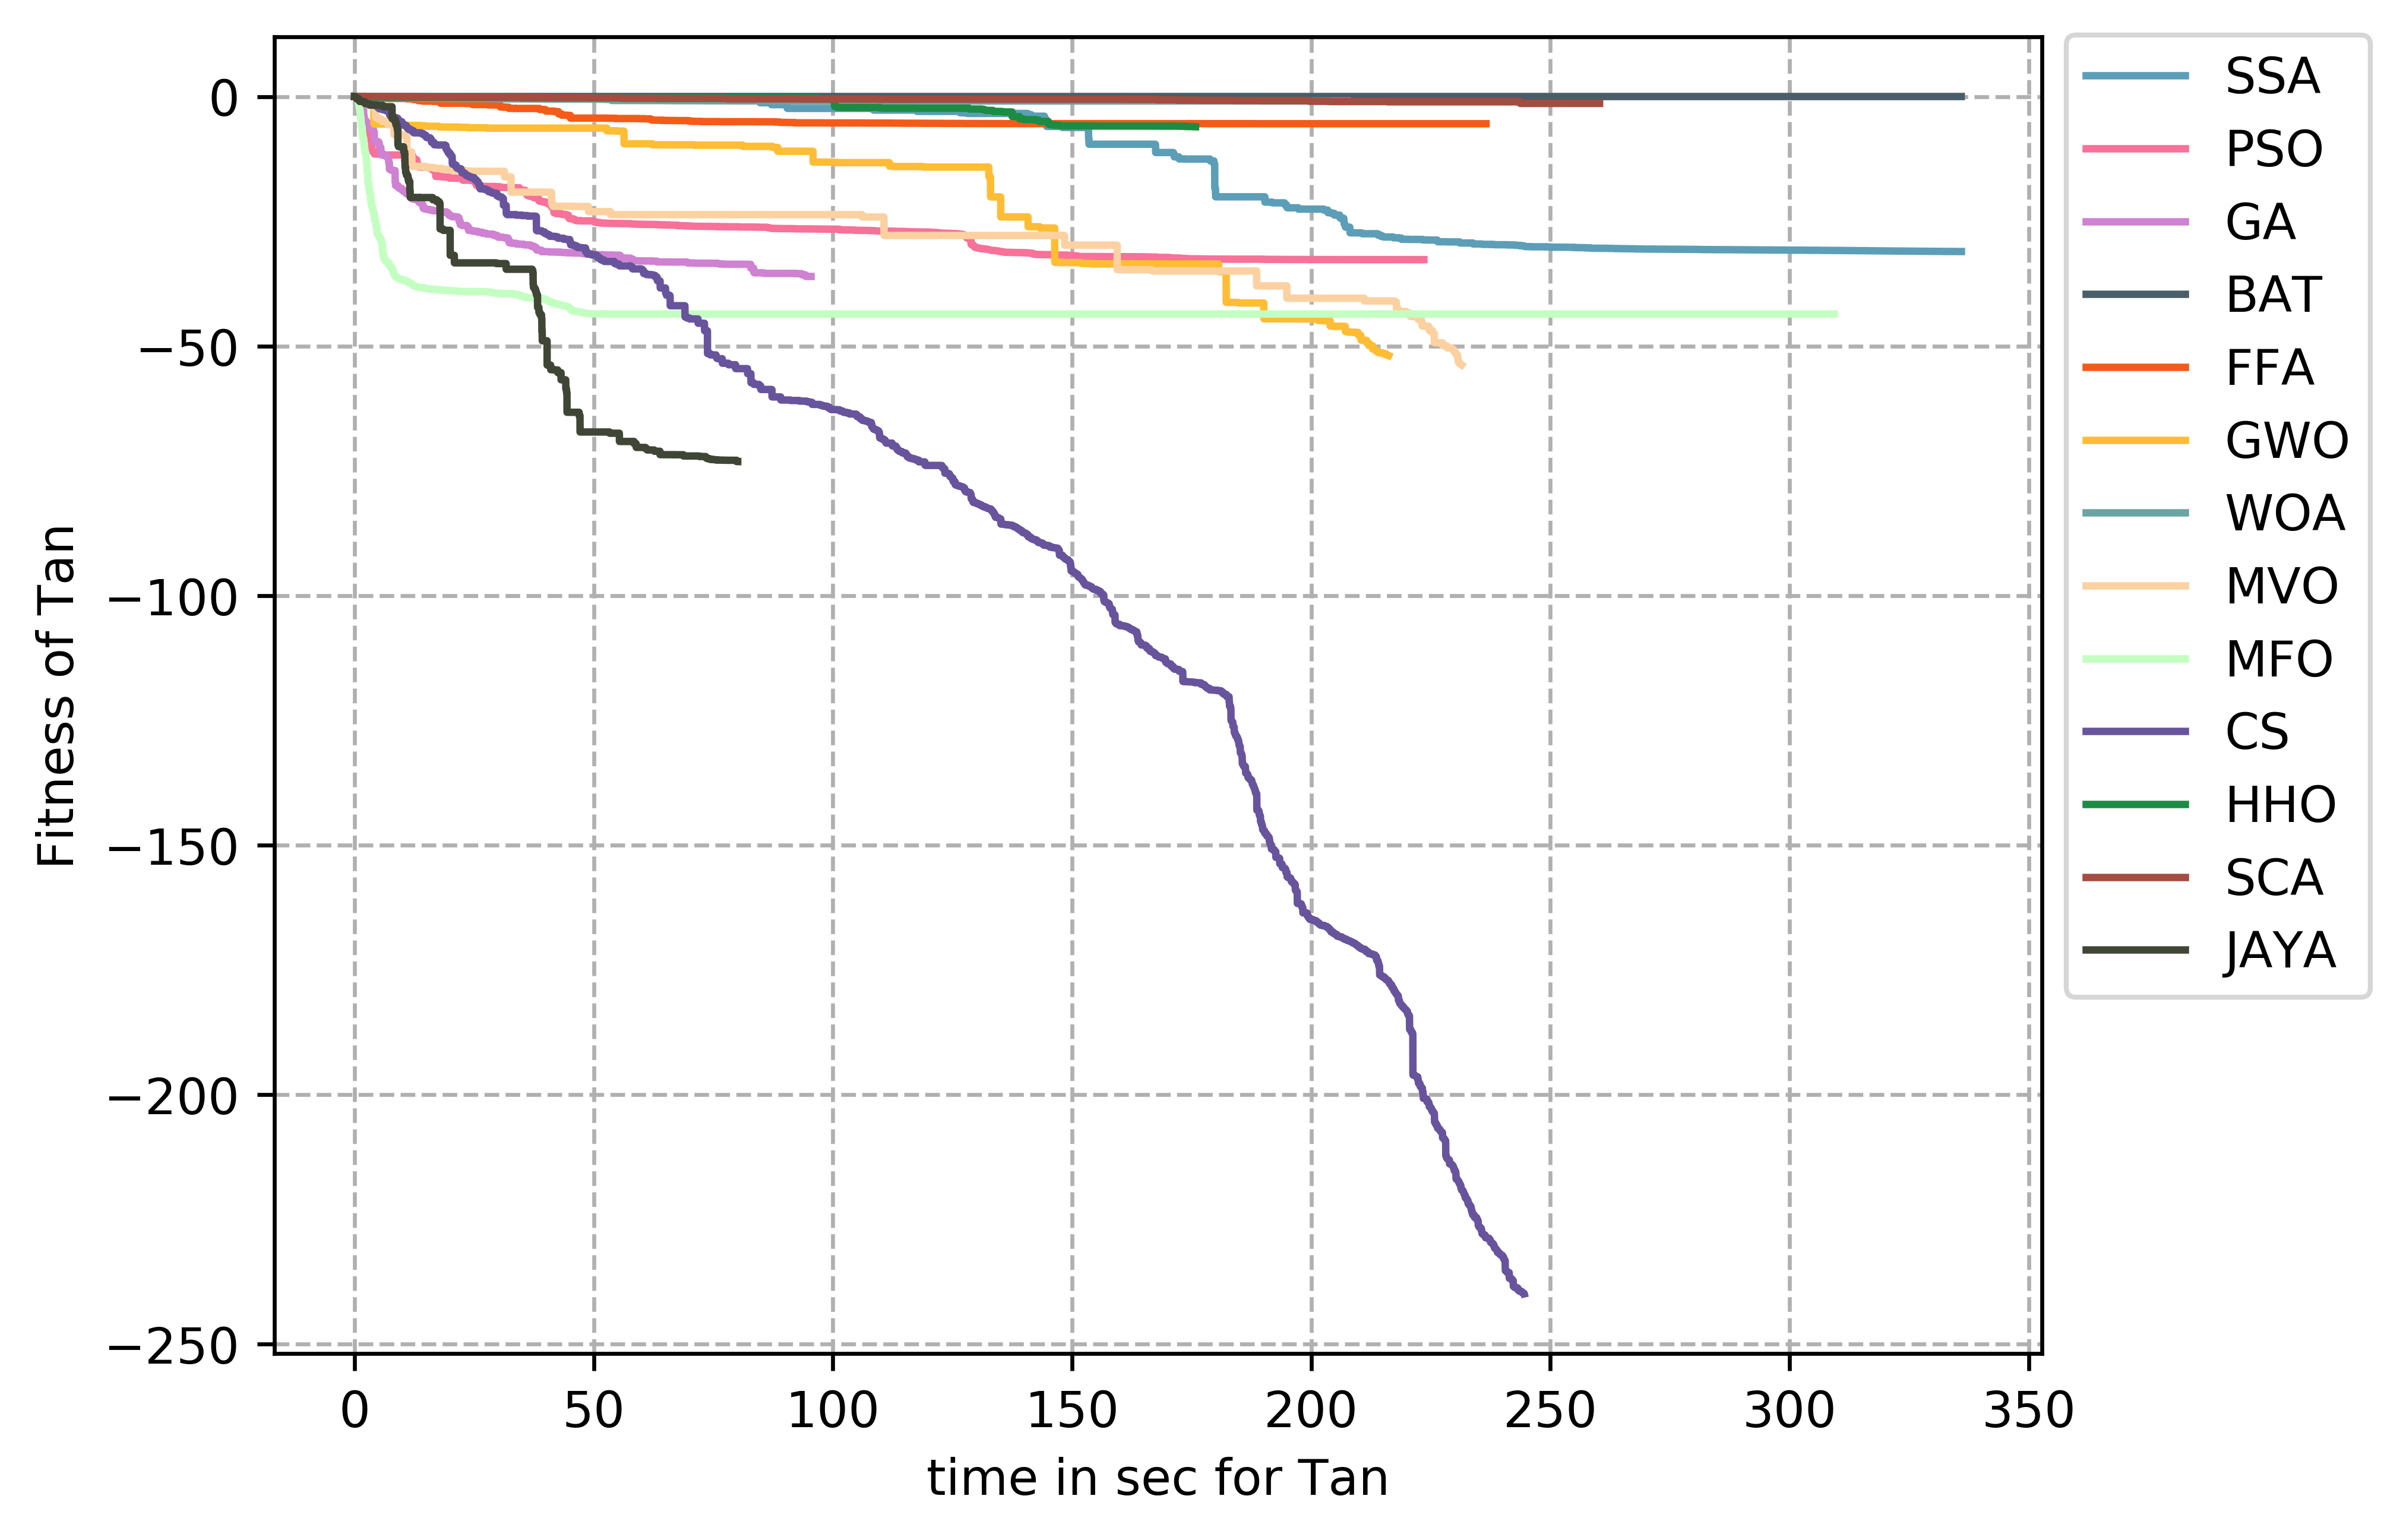 0
−50
−100
−150
−200
−250
Fitness of Tan
0 50 100 150 200 250 300 350
time in sec for Tan
SSA
PSO
GA
BAT
FFA
GWO
WOA
MVO
MFO
CS
HHO
SCA
JAYA